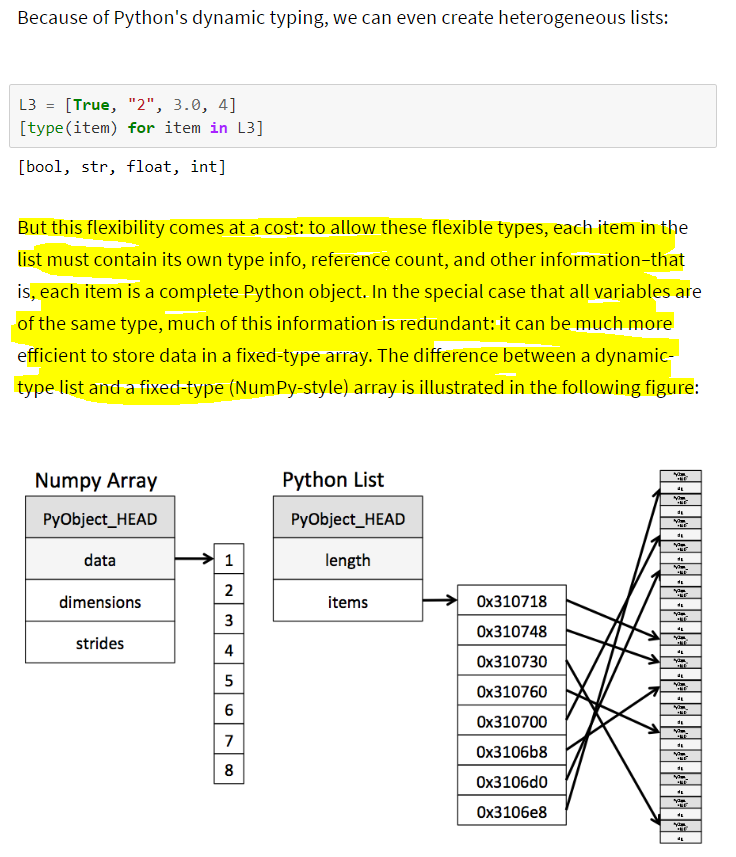 Because of Python's dynamic typing, we can even create heterogeneous lists:
L3 = [True, "2", 3.0, 4]
[type(item) for item in L3]
[bool, str, float, int]
But this flexibility comes at a cost: to allow these flexible types, each item in the
list must contain its own type info, reference count, and other information–that
is, each item is a complete Python object. In the special case that all variables are
of the same type, much of this information is redundant: it can be much more
efficient to store data in a fixed-type array. The difference between a dynamic-
type list and a fixed-type (NumPy-style) array is illustrated in the following figure:
Numpy Array
PyObject_HEAD
data
dimensions
strides
1
2
3
4
5
6
7
8
Python List
PyObject_HEAD
length
items
0x310718
0x310748
0x310730
0x310760
0x310700
0x3106b8
0x3106d0
0x3106e8